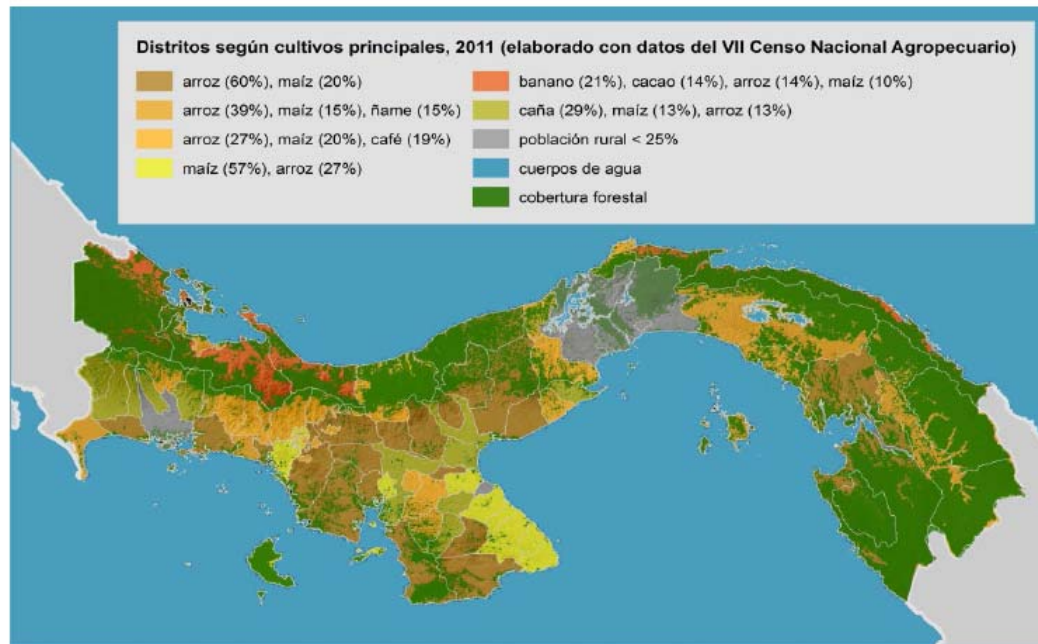 Distritos según cultivos principales, 2011 (elaborado con datos del VII Censo Nacional Agropecuario)
arroz (60%), maíz (20%)
arroz (39%), maíz (15%), ñame (15%)
arroz (27%), maíz (20%), café (19%)
maíz (57%), arroz (27%)
banano (21%), cacao (14%), arroz (14%), maíz (10%)
caña (29%), maíz (13%), arroz (13%)
población rural < 25%
cuerpos de agua
cobertura forestal